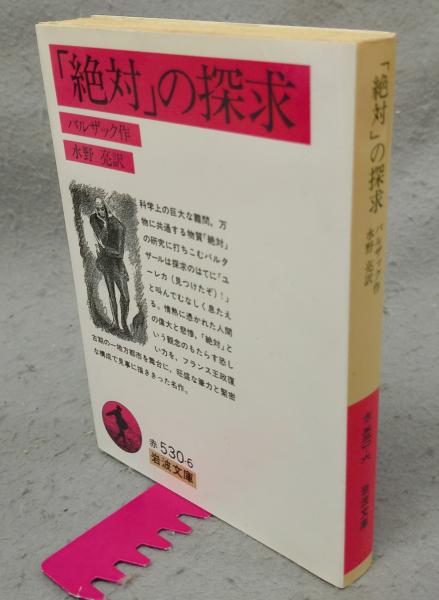 「絶対」の探求
バルザック作
水野 亮訳
科学上の巨大な難問、万
物に共通する物質「絶対」
の研究に打ちこむバルタ
ザールは探求のはてに「ユ
ーレカ(見つけたぞ)!」
と叫んでむなしく息たえ
る。情熱に憑かれた人間
の偉大と悲惨、「絶対」と
いう観念のもたらす恐し
い力を、フランス王政復
古期の一地方都市を舞台に、旺盛な筆力と緊密
な構成で見事に描ききった名作。
赤530-6
岩波文庫
「絶対」の探求
バルザック作
水野亮訳
岩波文庫